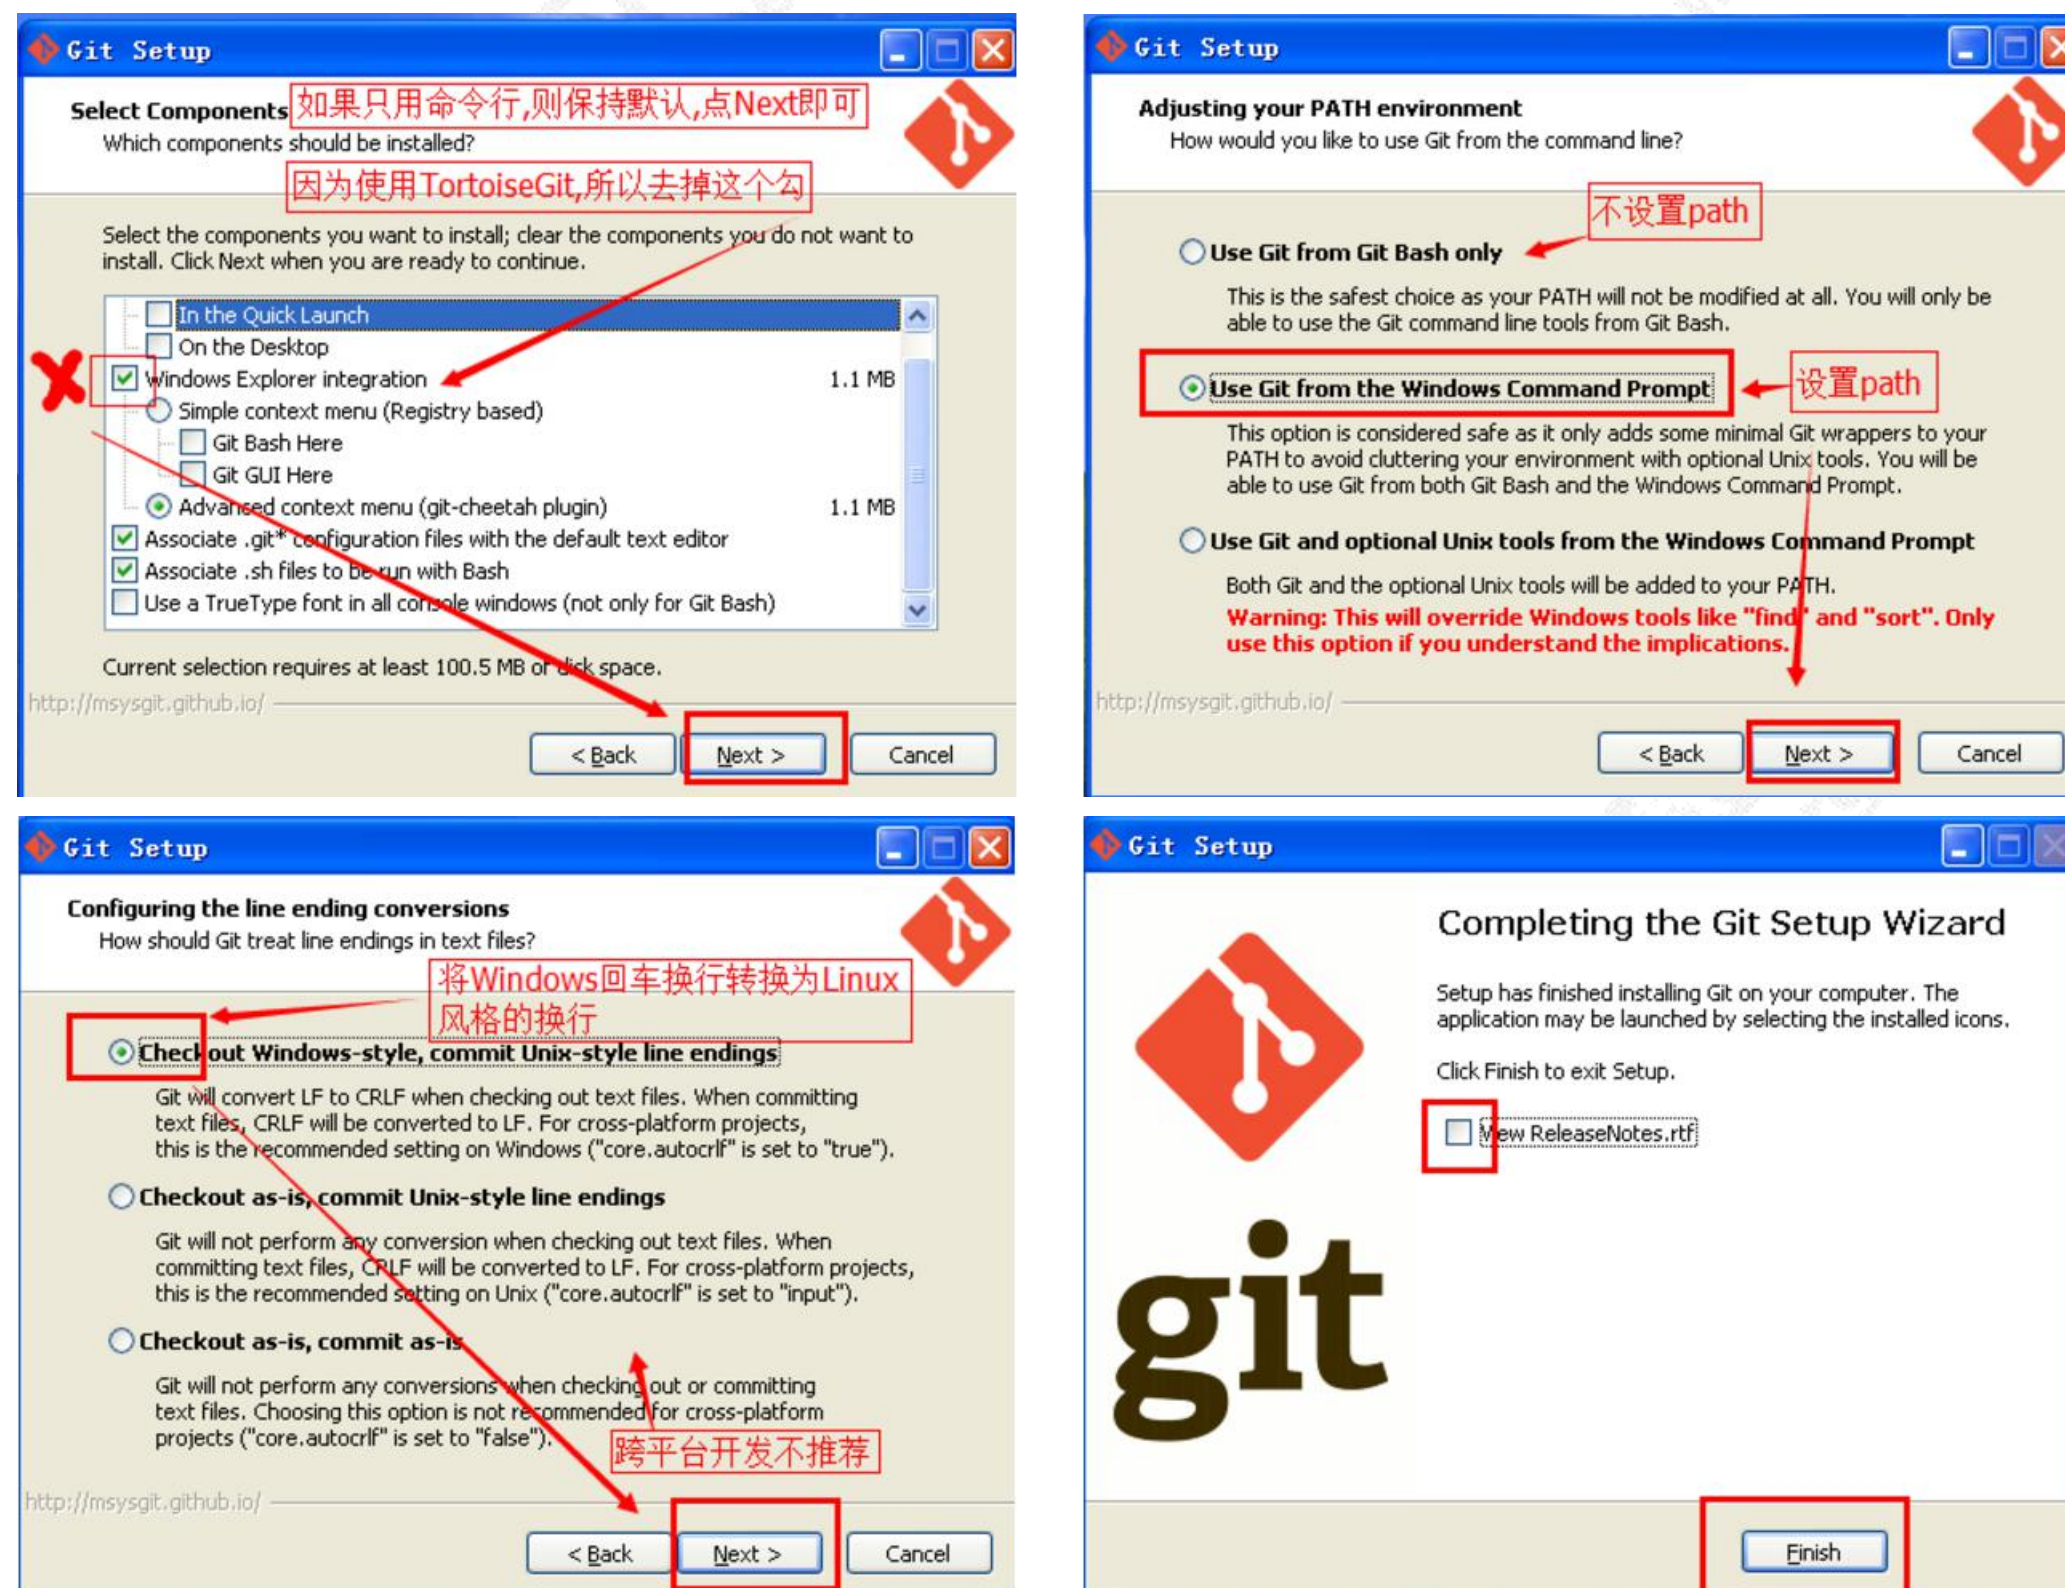 Git Setup
Select Components
如果只用命令行,则保持默认,点Next即可
Which components should be installed?
因为使用TortoiseGit,所以去掉这个勾
Select the components you want to install; clear the components you do not want to
install. Click Next when you are ready to continue.
In the Quick Launch
On the Desktop
Windows Explorer integration 1.1 MB
Simple context menu (Registry based)
Git Bash Here
Git GUI Here
Advanced context menu (git-cheetah plugin) 1.1 MB
Associate .git* configuration files with the default text editor
Associate .sh files to be run with Bash
Use a TrueType font in all console windows (not only for Git Bash)
Current selection requires at least 100.5 MB of disk space.
http://msysgit.github.io/
< Back Next > Cancel
Git Setup
Adjusting your PATH environment
How would you like to use Git from the command line?
不设置path
Use Git from Git Bash only
This is the safest choice as your PATH will not be modified at all. You will only be
able to use the Git command line tools from Git Bash.
设置path
Use Git from the Windows Command Prompt
This option is considered safe as it only adds some minimal Git wrappers to your
PATH to avoid cluttering your environment with optional Unix tools. You will be
able to use Git from both Git Bash and the Windows Command Prompt.
Use Git and optional Unix tools from the Windows Command Prompt
Both Git and the optional Unix tools will be added to your PATH.
Warning: This will override Windows tools like "find" and "sort". Only
use this option if you understand the implications.
http://msysgit.github.io/
< Back Next > Cancel
Git Setup
Configuring the line ending conversions
How should Git treat line endings in text files?
将Windows回车换行转换为Linux
风格的换行
Checkout Windows-style, commit Unix-style line endings
Git will convert LF to CRLF when checking out text files. When committing
text files, CRLF will be converted to LF. For cross-platform projects,
this is the recommended setting on Windows ("core.autocrlf" is set to "true").
Checkout as-is, commit Unix-style line endings
Git will not perform any conversion when checking out text files. When
committing text files, CRLF will be converted to LF. For cross-platform projects,
this is the recommended setting on Unix ("core.autocrlf" is set to "input").
Checkout as-is, commit as-is
Git will not perform any conversions when checking out or committing
text files. Choosing this option is not recommended for cross-platform
projects ("core.autocrlf" is set to "false").
跨平台开发不推荐
http://msysgit.github.io/
< Back Next > Cancel
Git Setup
Completing the Git Setup Wizard
Setup has finished installing Git on your computer. The
application may be launched by selecting the installed icons.
Click Finish to exit Setup.
View ReleaseNotes.rtf
git
Finish